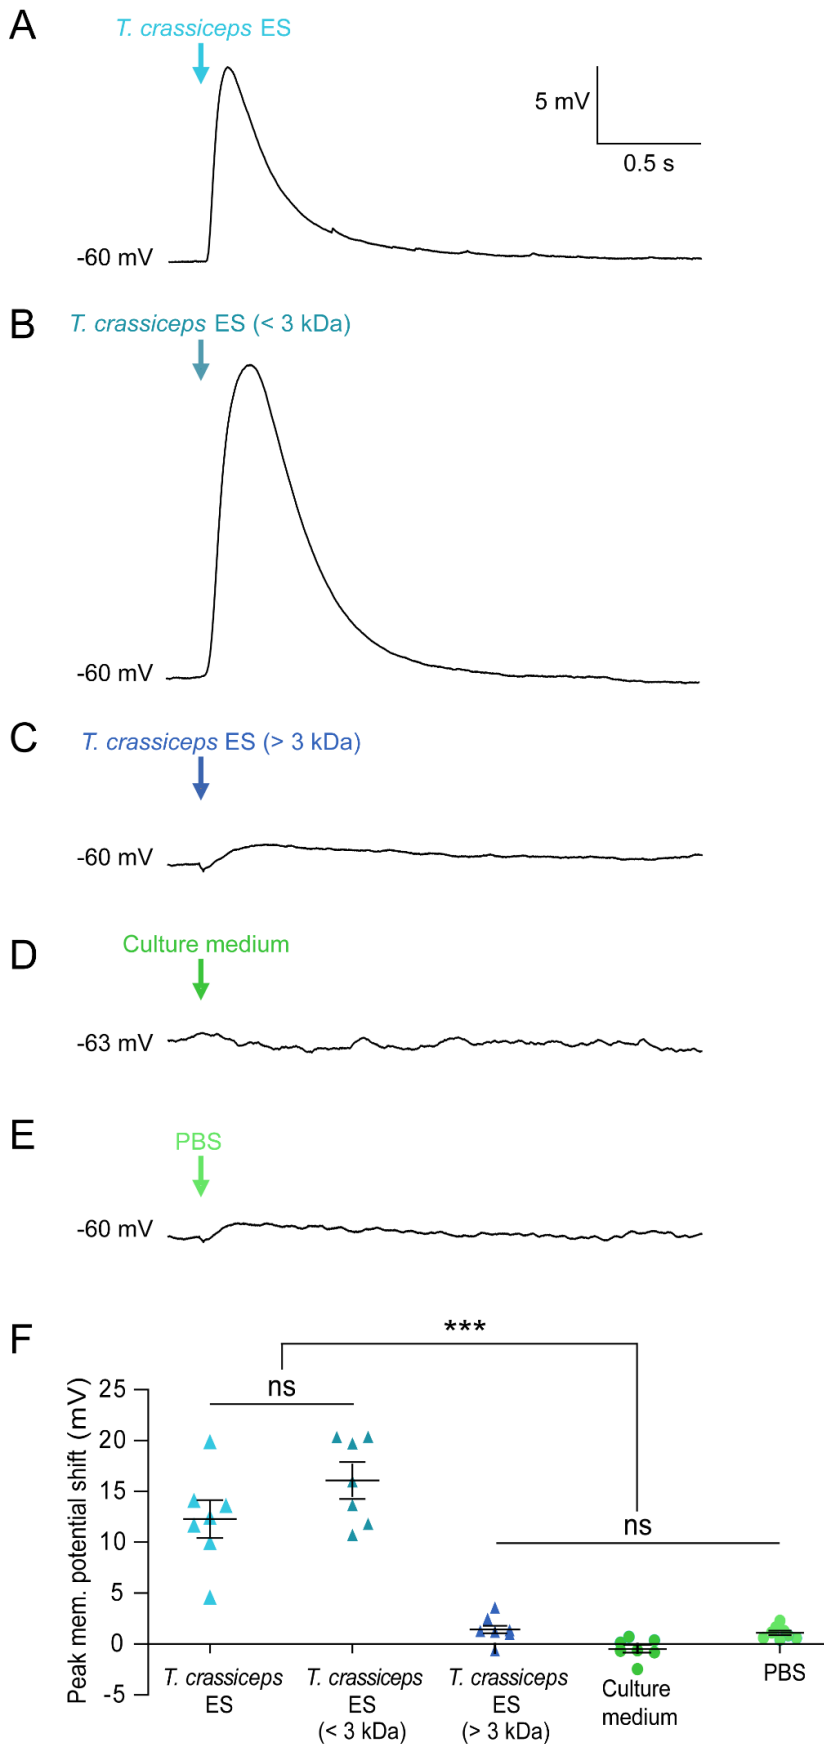 A
T. crassiceps ES
5 mV
0.5 s
-60 mV
B
T. crassiceps ES (< 3 kDa)
-60 mV
C
T. crassiceps ES (> 3 kDa)
-60 mV
D
Culture medium
-63 mV
E
PBS
-60 mV
F
***
ns
ns
Peak mem. potential shift (mV)
25
20
15
10
5
0
-5
T. crassiceps
ES
T. crassiceps
ES
(< 3 kDa)
T. crassiceps
ES
(> 3 kDa)
Culture
medium
PBS